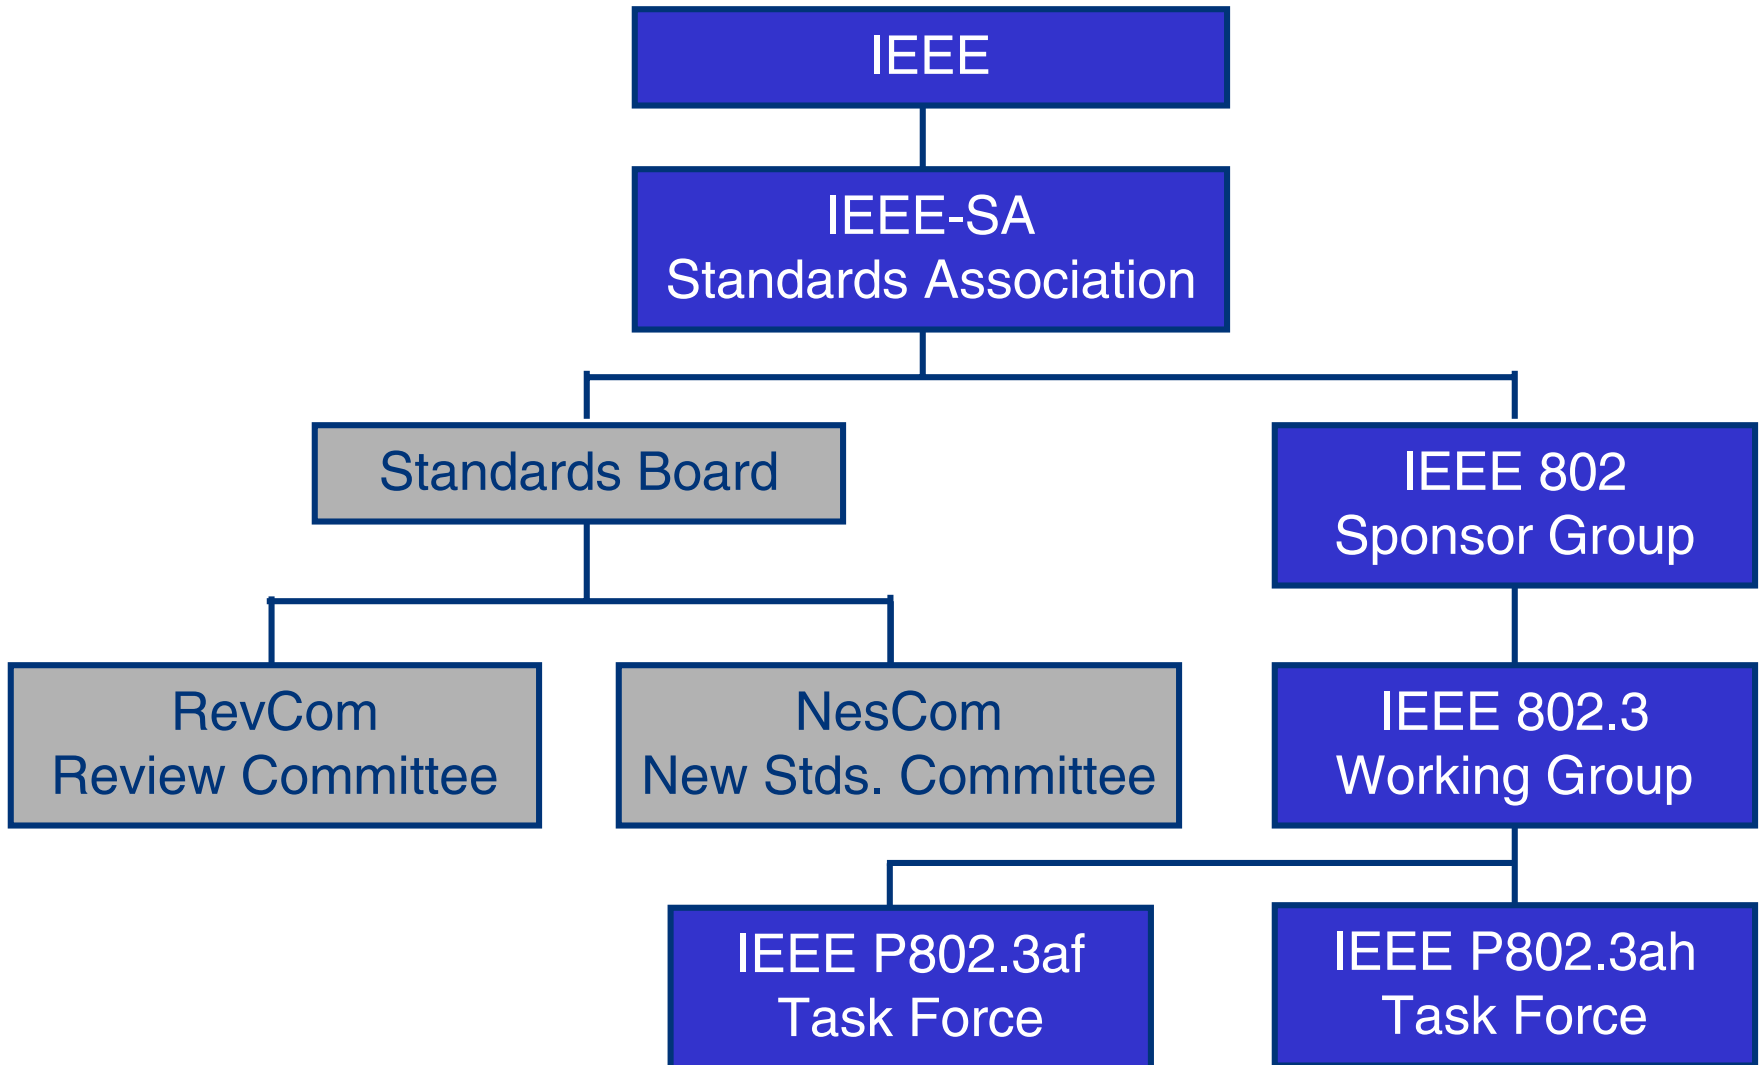 IEEE
IEEE-SA
Standards Association
Standards Board
IEEE 802
Sponsor Group
RevCom
Review Committee
NesCom
New Stds. Committee
IEEE 802.3
Working Group
IEEE P802.3af
Task Force
IEEE P802.3ah
Task Force